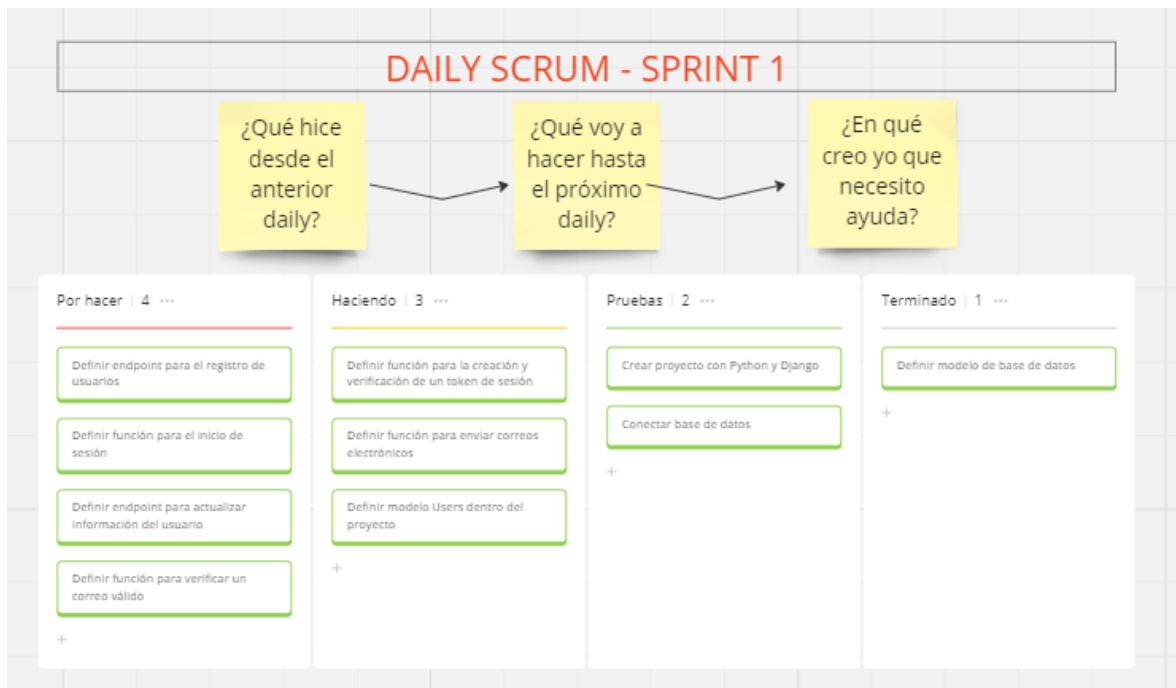 DAILY SCRUM - SPRINT 1
¿Qué hice
desde el
anterior
daily?
¿Qué voy a
hacer hasta
el próximo
daily?
¿En qué
creo yo que
necesito
ayuda?
Por hacer | 4 ···
Definir endpoint para el registro de
usuarios
Definir función para el inicio de
sesión
Definir endpoint para actualizar
información del usuario
Definir función para verificar un
correo válido
+
Haciendo | 3 ···
Definir función para la creación y
verificación de un token de sesión
Definir función para enviar correos
electrónicos
Definir modelo Users dentro del
proyecto
+
Pruebas | 2 ···
Crear proyecto con Python y Django
Conectar base de datos
+
Terminado | 1 ···
Definir modelo de base de datos
+